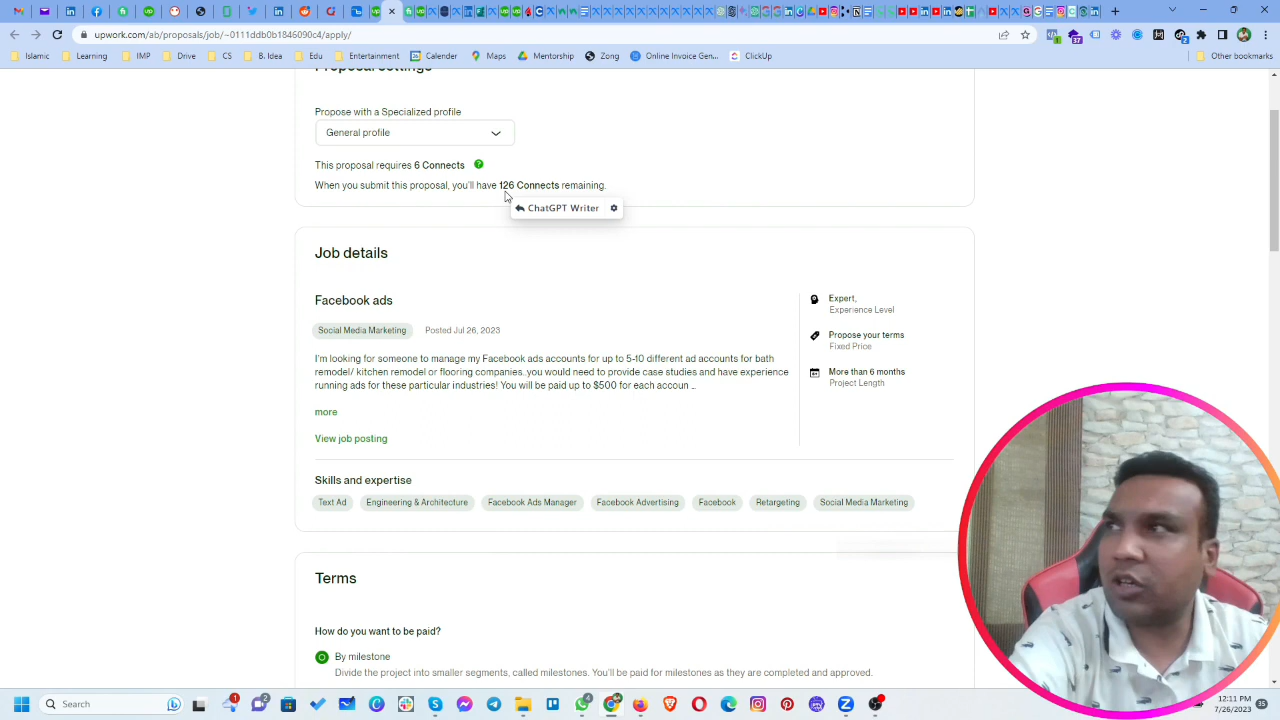 upwork.com/ab/proposals/job/~0111ddb0b1846090c4/apply/
Islamic Learning IMP Drive CS B. Idea Edu Entertainment Calender Maps Mentorship Zong Online Invoice Gen... ClickUp Other bookmarks
Proposal settings
Propose with a Specialized profile
General profile
This proposal requires 6 Connects
When you submit this proposal, you'll have 126 Connects remaining.
ChatGPT Writer
Job details
Facebook ads
Social Media Marketing Posted Jul 26, 2023
I'm looking for someone to manage my Facebook ads accounts for up to 5-10 different ad accounts for bath
remodel/ kitchen remodel or flooring companies..you would need to provide case studies and have experience
running ads for these particular industries! You will be paid up to $500 for each accoun ..
more
View job posting
Expert,
Experience Level
Propose your terms
Fixed Price
More than 6 months
Project Length
Skills and expertise
Text Ad Engineering & Architecture Facebook Ads Manager Facebook Advertising Facebook Retargeting Social Media Marketing
Terms
How do you want to be paid?
By milestone
Divide the project into smaller segments, called milestones. You'll be paid for milestones as they are completed and approved.
Search
12:11 PM
7/26/2023